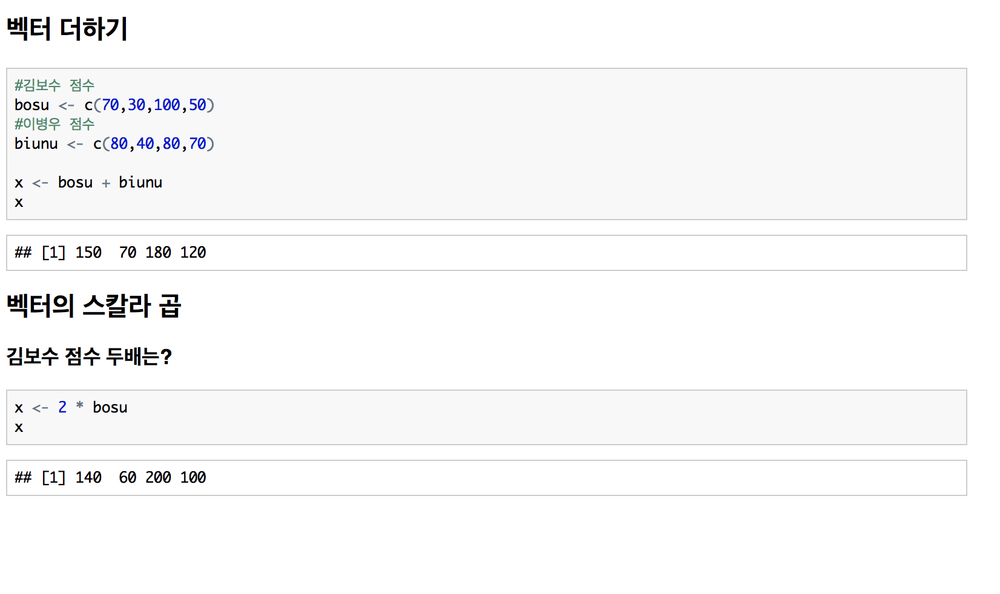 벡터 더하기
#김보수 점수
bosu <- c(70,30,100,50)
#이병우 점수
biunu <- c(80,40,80,70)
x <- bosu + biunu
x
## [1] 150  70 180 120
벡터의 스칼라 곱
김보수 점수 두배는?
x <- 2 * bosu
x
## [1] 140  60 200 100